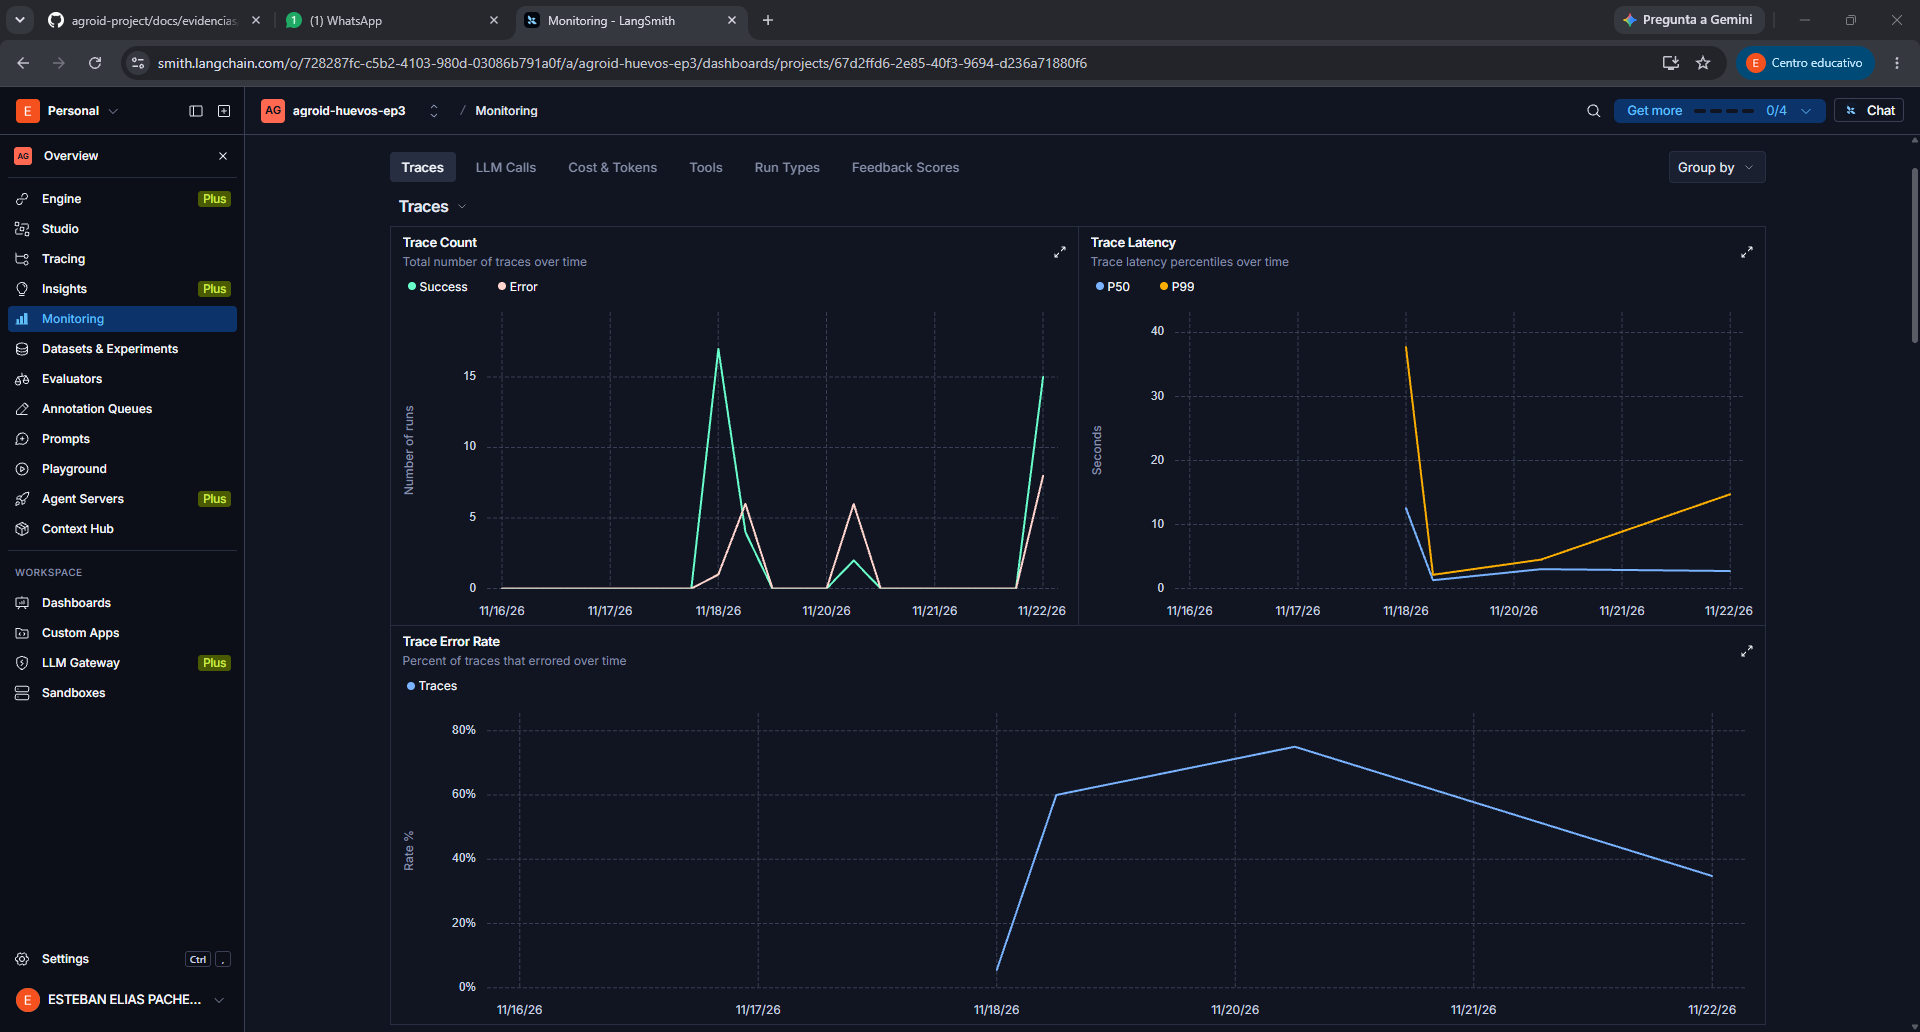 agroid-project/docs/evidencias
(1) WhatsApp
Monitoring - LangSmith
Pregunta a Gemini
smith.langchain.com/o/728287fc-c5b2-4103-980d-03086b791a0f/a/agroid-huevos-ep3/dashboards/projects/67d2ffd6-2e85-40f3-9694-d236a71880f6
E Centro educativo
E Personal
AG agroid-huevos-ep3 / Monitoring
Get more 0/4
Chat
AG Overview
Engine Plus
Studio
Tracing
Insights Plus
Monitoring
Datasets & Experiments
Evaluators
Annotation Queues
Prompts
Playground
Agent Servers Plus
Context Hub
WORKSPACE
Dashboards
Custom Apps
LLM Gateway Plus
Sandboxes
Settings Ctrl ,
E ESTEBAN ELIAS PACHE...
Traces LLM Calls Cost & Tokens Tools Run Types Feedback Scores
Group by
Traces
Trace Count
Total number of traces over time
Success Error
Number of runs
15
10
5
0
11/16/26 11/17/26 11/18/26 11/20/26 11/21/26 11/22/26
Trace Latency
Trace latency percentiles over time
P50 P99
Seconds
40
30
20
10
0
11/16/26 11/17/26 11/18/26 11/20/26 11/21/26 11/22/26
Trace Error Rate
Percent of traces that errored over time
Traces
Rate %
80%
60%
40%
20%
0%
11/16/26 11/17/26 11/18/26 11/20/26 11/21/26 11/22/26